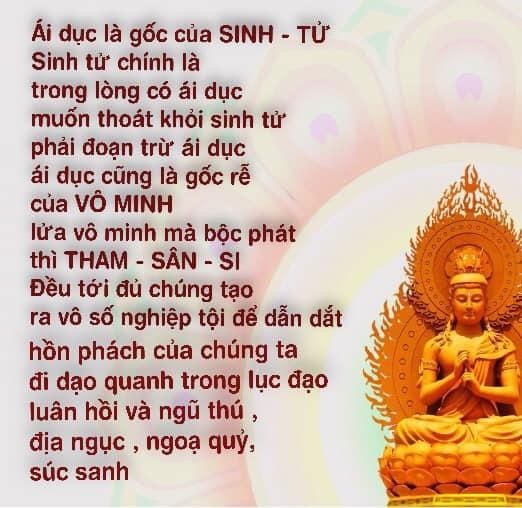 Ái dục là gốc của SINH - TỬ
Sinh tử chính là
trong lòng có ái dục
muốn thoát khỏi sinh tử
phải đoạn trừ ái dục
ái dục cũng là gốc rễ
của VÔ MINH
lửa vô minh mà bộc phát
thì THAM - SÂN - SI
Đều tới đủ chúng tạo
ra vô số nghiệp tội để dẫn dắt
hồn phách của chúng ta
đi dạo quanh trong lục đạo
luân hồi và ngũ thú ,
địa ngục , ngoạ quỷ,
súc sanh